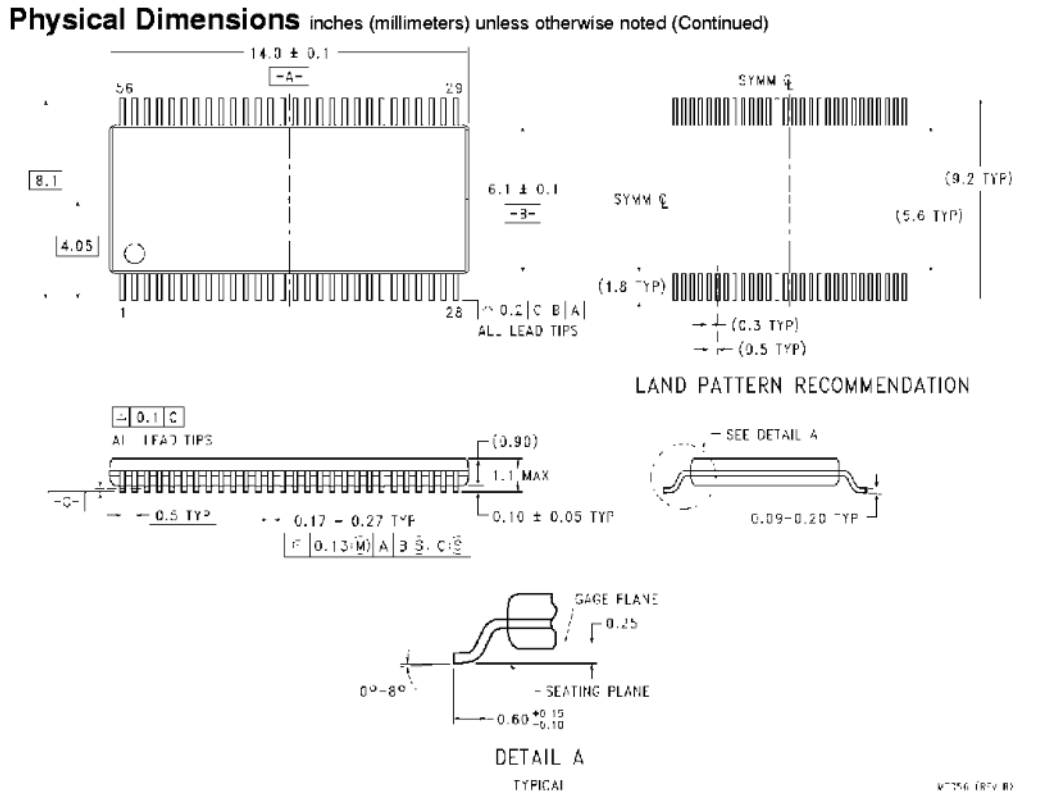 Physical Dimensions inches (millimeters) unless otherwise noted (Continued)
14.0 ± 0.1
-A-
56
29
8.1
4.05
6.1 ± 0.1
-B-
1
28
0.2 C B A
ALL LEAD TIPS
SYMM ℄
SYMM ℄
(9.2 TYP)
(5.6 TYP)
(1.8 TYP)
(0.3 TYP)
(0.5 TYP)
LAND PATTERN RECOMMENDATION
0.1 C
ALL LEAD TIPS
(0.90)
1.1 MAX
-C-
0.5 TYP
0.17 - 0.27 TYP
0.10 ± 0.05 TYP
0.13 Ⓜ A B Ⓢ C Ⓢ
SEE DETAIL A
0.09-0.20 TYP
GAGE PLANE
0.25
0°-8°
SEATING PLANE
0.60 +0.15 -0.10
DETAIL A
TYPICAL
(REV B)